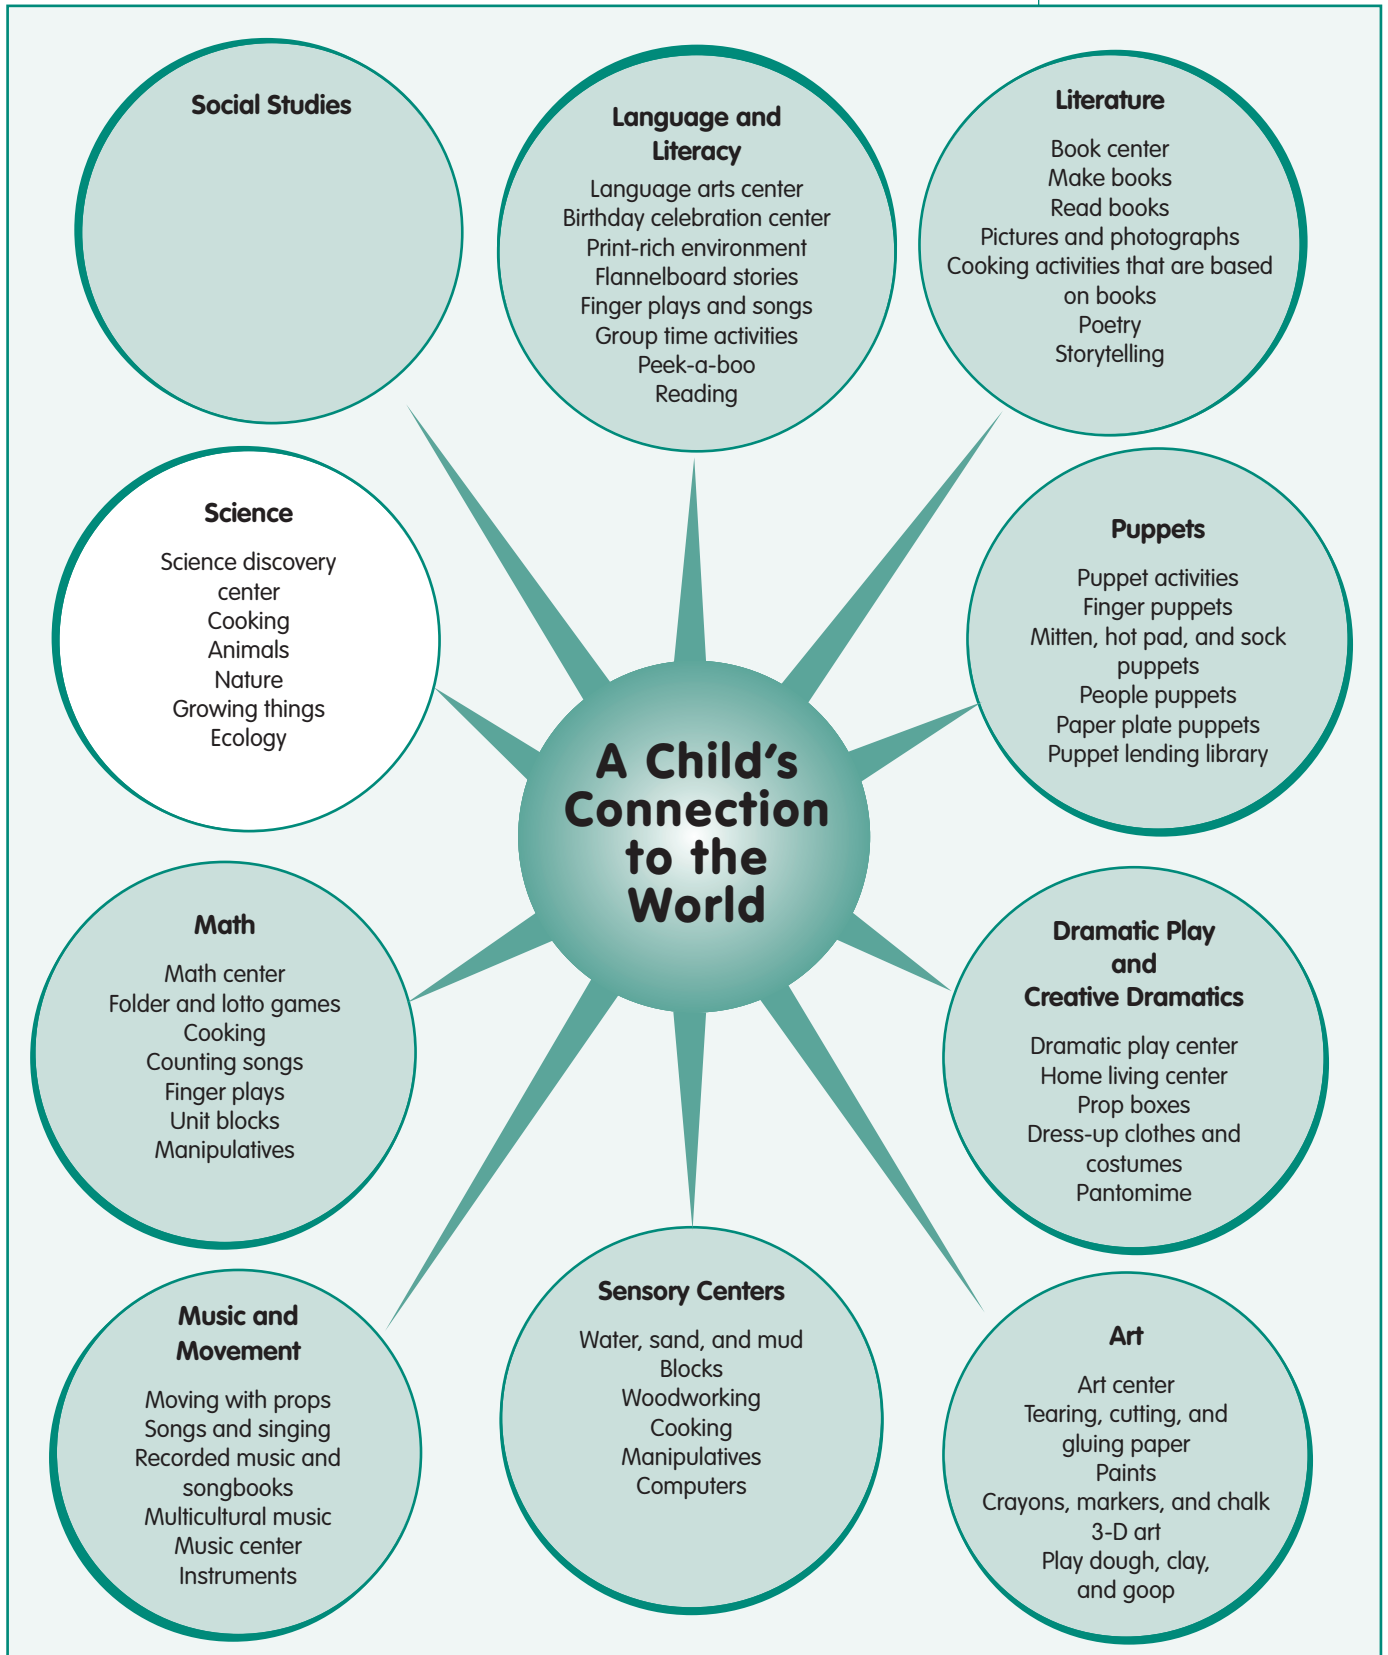 Social Studies
Language and
Literacy
Language arts center
Birthday celebration center
Print-rich environment
Flannelboard stories
Finger plays and songs
Group time activities
Peek-a-boo
Reading
Literature
Book center
Make books
Read books
Pictures and photographs
Cooking activities that are based
on books
Poetry
Storytelling
Science
Science discovery
center
Cooking
Animals
Nature
Growing things
Ecology
Puppets
Puppet activities
Finger puppets
Mitten, hot pad, and sock
puppets
People puppets
Paper plate puppets
Puppet lending library
A Child's
Connection
to the
World
Math
Math center
Folder and lotto games
Cooking
Counting songs
Finger plays
Unit blocks
Manipulatives
Dramatic Play
and
Creative Dramatics
Dramatic play center
Home living center
Prop boxes
Dress-up clothes and
costumes
Pantomime
Music and
Movement
Moving with props
Songs and singing
Recorded music and
songbooks
Multicultural music
Music center
Instruments
Sensory Centers
Water, sand, and mud
Blocks
Woodworking
Cooking
Manipulatives
Computers
Art
Art center
Tearing, cutting, and
gluing paper
Paints
Crayons, markers, and chalk
3-D art
Play dough, clay,
and goop